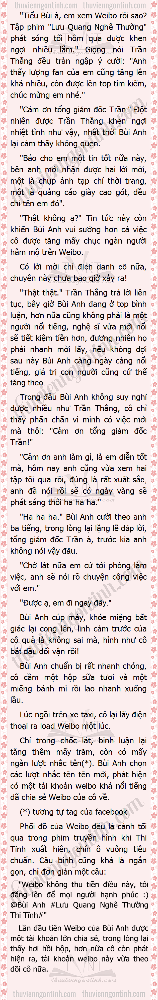 thuvienngontinh.com thuvienngontinh.com
"Tiểu Bùi à, em xem Weibo rồi sao?
Tập phim "Lưu Quang Nghê Thường"
phát sóng tối hôm qua được khen
ngợi nhiều lắm." Giọng nói Trần
Thắng đều tràn ngập ý cười: "Anh
thấy lượng fan của em cũng tăng lên
khá nhiều, còn được lên top tìm kiếm,
chúc mừng em nhé."
"Cảm ơn tổng giám đốc Trần." Đột
nhiên được Trần Thắng khen ngợi
nhiệt tình như vậy, nhất thời Bùi Anh
lại cảm thấy không quen.
"Báo cho em một tin tốt nữa này,
bên anh mới nhận được hai lời mời,
một là chụp ảnh tạp chí thời trang,
một là quảng cáo giày cao gót, đều
chỉ tên em đó".
"Thật không ạ?" Tin tức này còn
khiến Bùi Anh vui sướng hơn cả việc
cô được tăng mấy chục ngàn người
hâm mộ trên Weibo.
Có lời mời chỉ đích danh cô nữa,
chuyện này chưa bao giờ xảy ra!
"Thật thật." Trần Thắng trả lời liên
tục, bây giờ Bùi Anh đang ở top bình
luận, hơn nữa cũng không phải là một
người nổi tiếng, nghệ sĩ vừa mới nổi
sẽ tiết kiệm tiền hơn, đương nhiên họ
phải nhanh mời lấy, nếu không đợi
sau này Bùi Anh càng ngày càng nổi
tiếng, giá trị con người cũng cứ thế
tăng theo.
Trong đầu Bùi Anh không suy nghĩ
được nhiều như Trần Thắng, cô chỉ
thấy phấn chấn vì mình có việc mới
mà thôi: "Cảm ơn tổng giám đốc
Trần!"
"Cảm ơn anh làm gì, là em diễn tốt
mà, hôm nay anh cũng vừa xem hai
tập tối qua rồi, đúng là rất xuất sắc,
anh đã nói rồi sẽ có ngày vàng sẽ
phát sáng thôi ha ha ha."
"Ha ha ha." Bùi Anh cười theo anh
ba tiếng, trong lòng lại lặng lẽ đáp lời,
tổng giám đốc Trần à, trước kia anh
không nói vậy đâu.
"Chờ lát nữa em cứ tới phòng làm
việc, anh sẽ nói rõ chuyện công việc
với em."
"Được ạ, em đi ngay đây."
Bùi Anh cúp máy, khóe miệng bất
giác lại cong lên, linh cảm trước của
cô quả là không sai mà, hình như cô
bắt đầu đổi vận rồi!
Bùi Anh chuẩn bị rất nhanh chóng,
cô cầm một hộp sữa tươi và một
miếng bánh mì rồi lao nhanh xuống
lầu.
Lúc ngồi trên xe taxi, cô lại lấy điện
thoại ra load Weibo một lúc.
Chỉ trong chốc lát, bình luận lại
tăng thêm mấy trăm, còn có mấy
ngàn lượt nhắc tên(*). Bùi Anh chọn
các lượt nhắc tên tên mới, phát hiện
có một tài khoản weibo khá nổi tiếng
đã chia sẻ Weibo của cô về.
(*) tương tự tag của facebook
Phối đồ của Weibo đều là cảnh tối
qua trong phim truyền hình khi Thi
Tĩnh xuất hiện, chín ô vuông tiêu
chuẩn. Câu bình cũng khá là ngắn
gọn, chỉ đơn giản một câu:
"Weibo không thu tiền điều này, tôi
đăng lên để mọi người hạnh phúc :)
@Bùi Anh #Lưu Quang Nghê Thường
Thi Tĩnh#"
Lần đầu tiên Weibo của Bùi Anh được
một tài khoản lớn chia sẻ, trong lòng lại
thấy hơi hồi hộp, hơn nữa cô còn phát
hiện ra, tài khoản weibo này vừa theo
dõi cô nữa.
thuvienngontinh.com thuvienngontinh.com